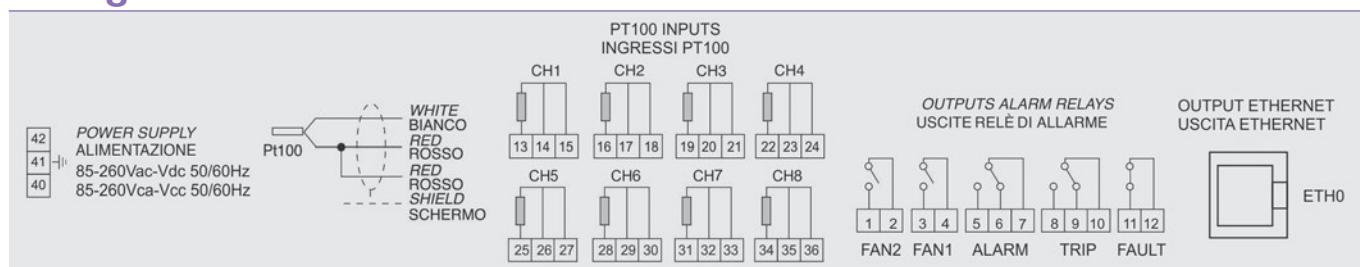 42
41
40
POWER SUPPLY
ALIMENTAZIONE
85-260Vac-Vdc 50/60Hz
85-260Vca-Vcc 50/60Hz
Pt100
WHITE
BIANCO
RED
ROSSO
RED
ROSSO
SHIELD
SCHERMO
PT100 INPUTS
INGRESSI PT100
CH1 CH2 CH3 CH4
13 14 15 16 17 18 19 20 21 22 23 24
CH5 CH6 CH7 CH8
25 26 27 28 29 30 31 32 33 34 35 36
OUTPUTS ALARM RELAYS
USCITE RELÈ DI ALLARME
1 2 3 4 5 6 7 8 9 10 11 12
FAN2 FAN1 ALARM TRIP FAULT
OUTPUT ETHERNET
USCITA ETHERNET
ETH0